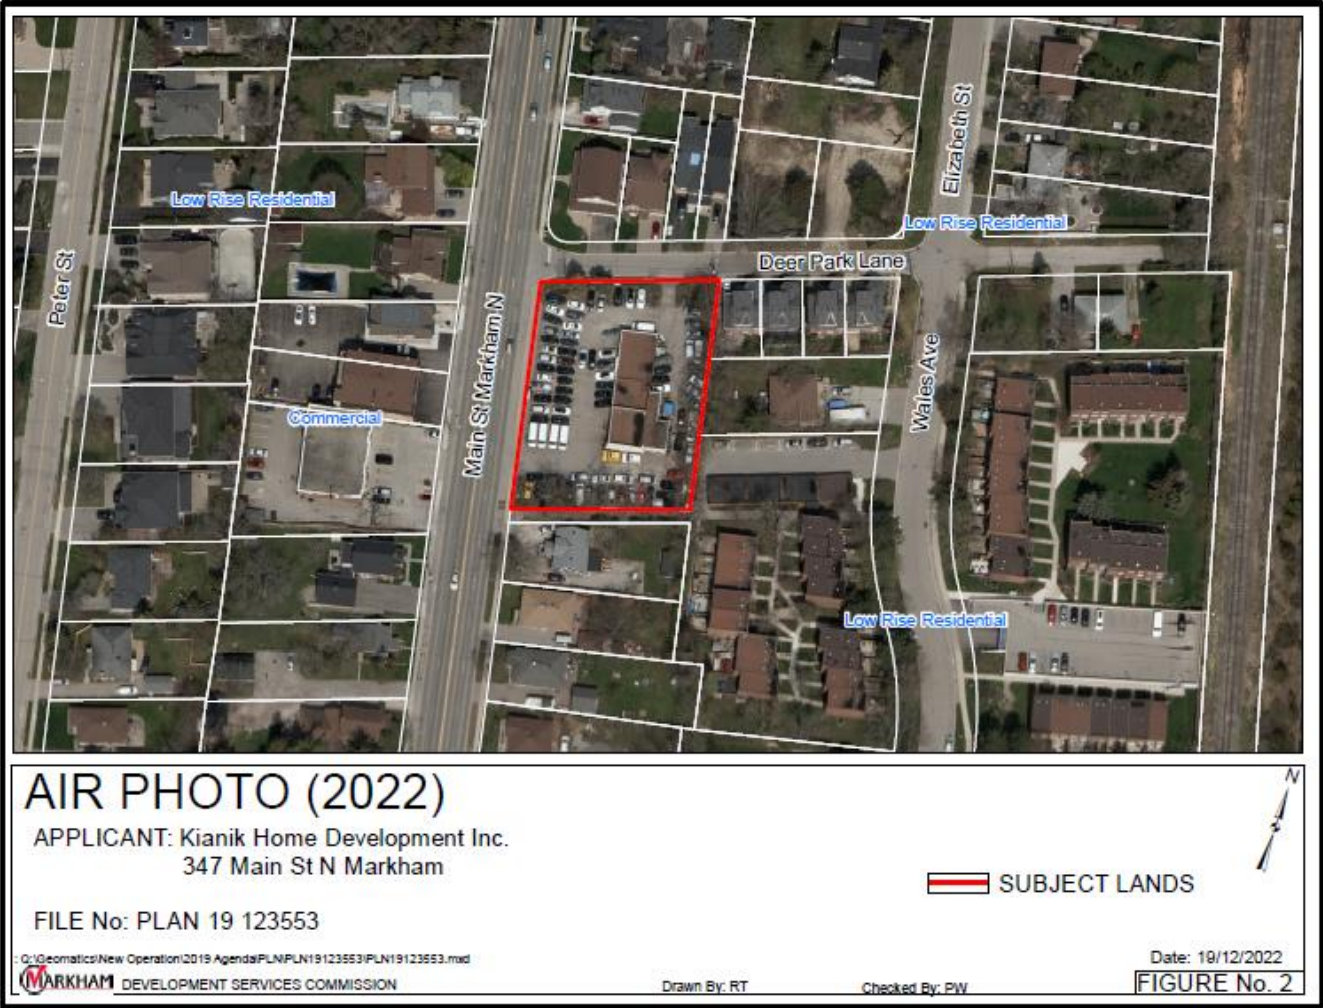 Elizabeth St
Low Rise Residential
Low Rise Residential
Deer Park Lane
Peter St
Main St Markham N
Wales Ave
Commercial
Low Rise Residential
AIR PHOTO (2022)
N
APPLICANT: Kianik Home Development Inc.
347 Main St N Markham
SUBJECT LANDS
FILE No: PLAN 19 123553
: Q:\Geomatics\New Operation\2019 Agenda\PLN\PLN19123553\PLN19123553.mxd
Date: 19/12/2022
MARKHAM DEVELOPMENT SERVICES COMMISSION
Drawn By: RT
Checked By: PW
FIGURE No. 2